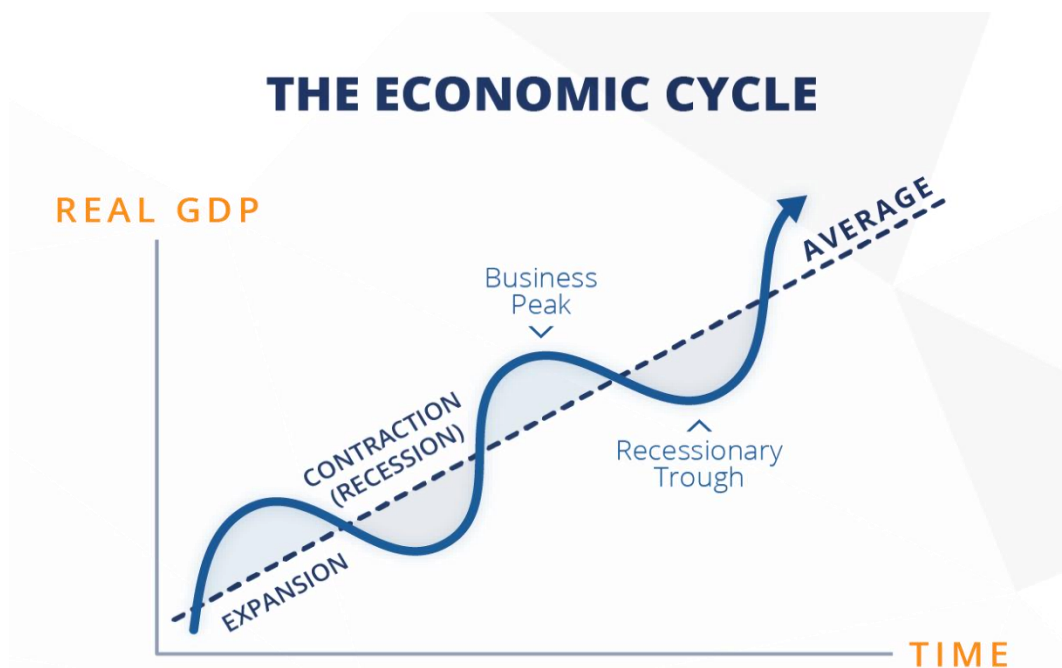 THE ECONOMIC CYCLE
REAL GDP
AVERAGE
Business
Peak
CONTRACTION
(RECESSION)
Recessionary
Trough
EXPANSION
TIME